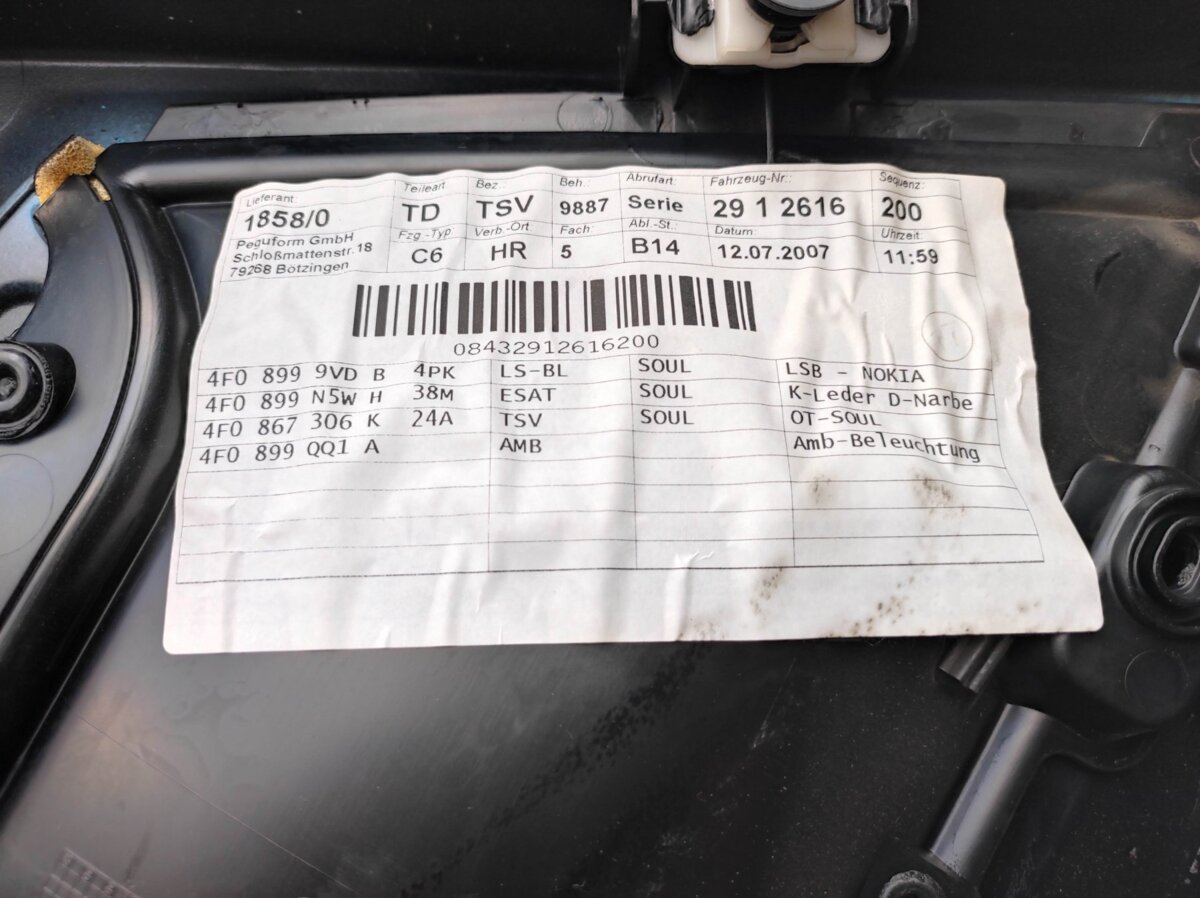 Lieferant: Teileart Bez.: Beh.: Abrufart Fahrzeug-Nr.: Sequenz:
1858/0 TD TSV 9887 Serie 29 1 2616 200
Peguform GmbH Fzg.-Typ Verb.-Ort Fach: Abl.-St.: Datum: Uhrzeit:
Schloßmattenstr.18 C6 HR 5 B14 12.07.2007 11:59
79268 Bötzingen
08432912616200
4F0 899 9VD B 4PK LS-BL SOUL LSB - NOKIA
4F0 899 N5W H 38M ESAT SOUL K-Leder D-Narbe
4F0 867 306 K 24A TSV SOUL OT-SOUL
4F0 899 QQ1 A AMB Amb-Beleuchtung